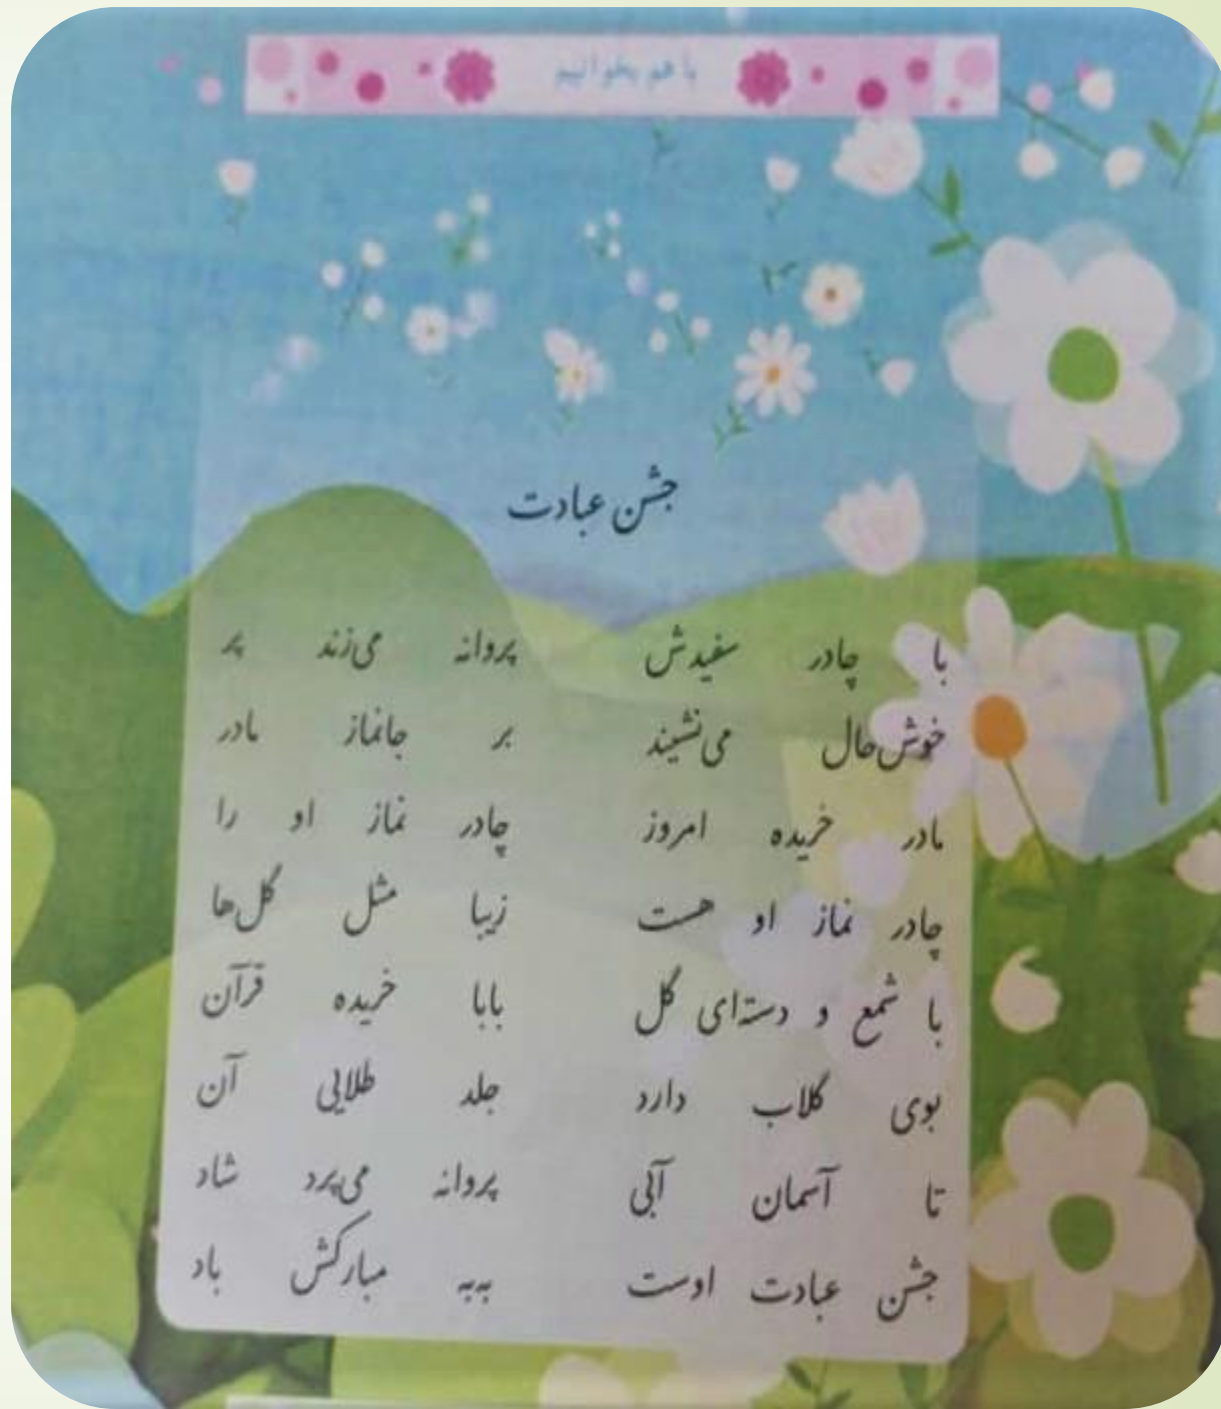 با هم بخوانیم
جشن عبادت
با چادر سفیدش پروانه می‌زند پر
خوش‌حال می‌نشیند بر جانماز مادر
مادر خریده امروز چادر نماز او را
چادر نماز او هست زیبا مثل گل‌ها
با شمع و دسته‌ای گل بابا خریده قرآن
بوی گلاب دارد جلد طلایی آن
تا آسمان آبی پروانه می‌پرد شاد
جشن عبادت اوست به‌به مبارکش باد